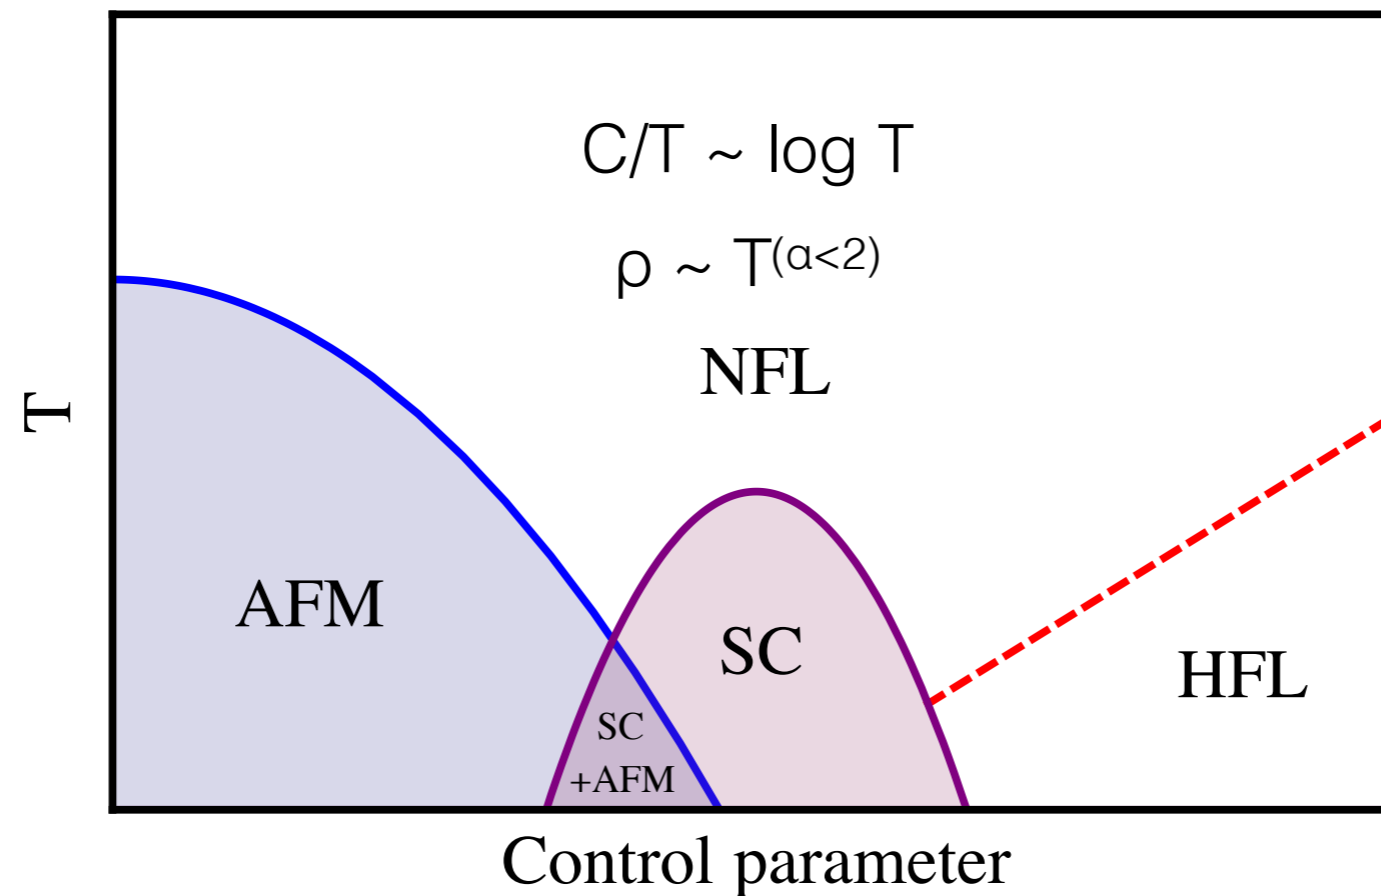 C/T ~ log T
ρ ~ T(α<2)
NFL
T
AFM
SC
HFL
SC
+AFM
Control parameter